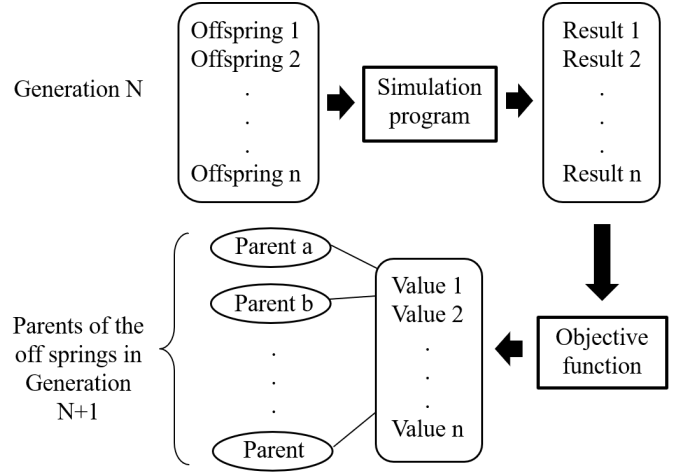 Offspring 1
Offspring 2
.
.
.
Offspring n
Generation N
Simulation
program
Result 1
Result 2
.
.
.
Result n
Parent a
Parent b
.
.
.
Parent
Parents of the
off springs in
Generation
N+1
Value 1
Value 2
.
.
.
Value n
Objective
function